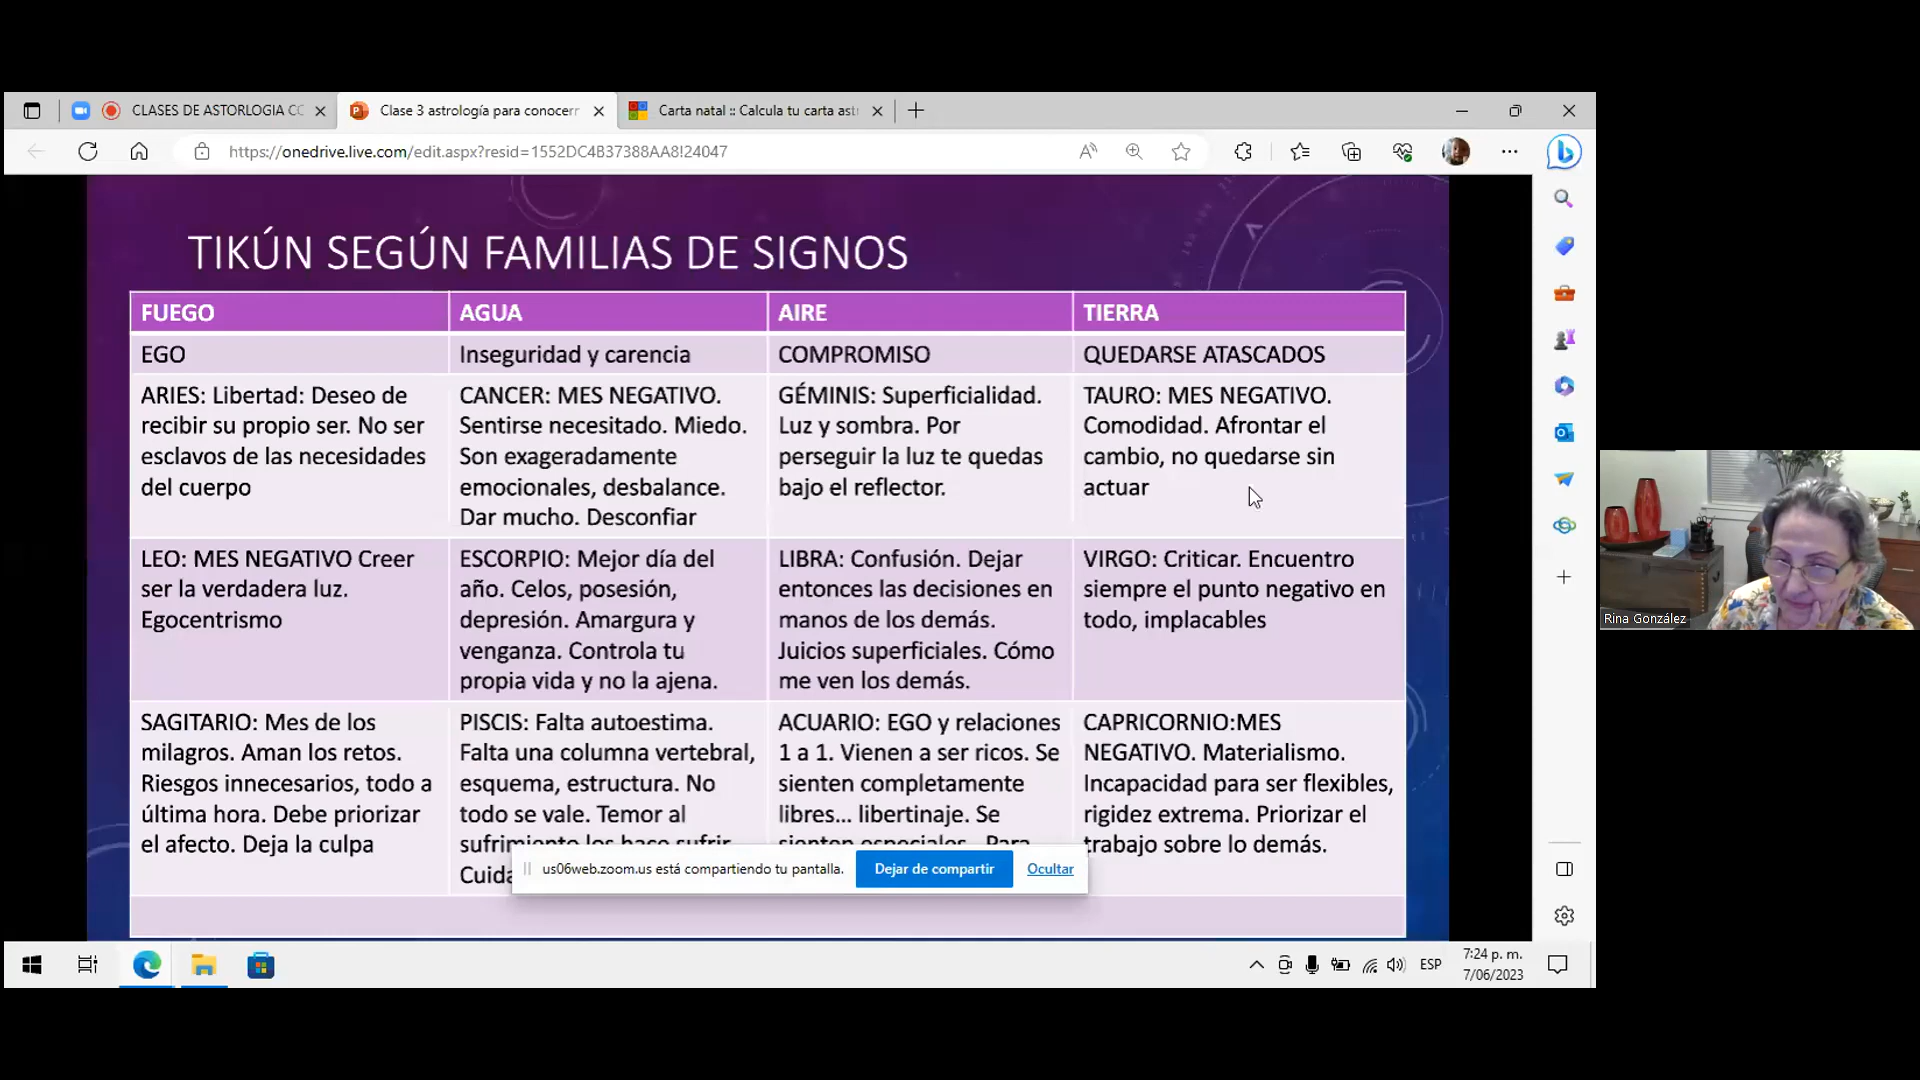 CLASES DE ASTORLOGIA CC
Clase 3 astrología para conocerr
Carta natal :: Calcula tu carta ast
https://onedrive.live.com/edit.aspx?resid=1552DC4B37388AA8!24047
TIKÚN SEGÚN FAMILIAS DE SIGNOS
FUEGO
AGUA
AIRE
TIERRA
EGO
Inseguridad y carencia
COMPROMISO
QUEDARSE ATASCADOS
ARIES: Libertad: Deseo de
recibir su propio ser. No ser
esclavos de las necesidades
del cuerpo
CANCER: MES NEGATIVO.
Sentirse necesitado. Miedo.
Son exageradamente
emocionales, desbalance.
Dar mucho. Desconfiar
GÉMINIS: Superficialidad.
Luz y sombra. Por
perseguir la luz te quedas
bajo el reflector.
TAURO: MES NEGATIVO.
Comodidad. Afrontar el
cambio, no quedarse sin
actuar
LEO: MES NEGATIVO Creer
ser la verdadera luz.
Egocentrismo
ESCORPIO: Mejor día del
año. Celos, posesión,
depresión. Amargura y
venganza. Controla tu
propia vida y no la ajena.
LIBRA: Confusión. Dejar
entonces las decisiones en
manos de los demás.
Juicios superficiales. Cómo
me ven los demás.
VIRGO: Criticar. Encuentro
siempre el punto negativo en
todo, implacables
SAGITARIO: Mes de los
milagros. Aman los retos.
Riesgos innecesarios, todo a
última hora. Debe priorizar
el afecto. Deja la culpa
PISCIS: Falta autoestima.
Falta una columna vertebral,
esquema, estructura. No
todo se vale. Temor al
sufrimiento los hace sufrir
Cuida
ACUARIO: EGO y relaciones
1 a 1. Vienen a ser ricos. Se
sienten completamente
libres... libertinaje. Se
sienten especiales. Para
CAPRICORNIO:MES
NEGATIVO. Materialismo.
Incapacidad para ser flexibles,
rigidez extrema. Priorizar el
trabajo sobre lo demás.
us06web.zoom.us está compartiendo tu pantalla.
Dejar de compartir
Ocultar
Rina González
ESP
7:24 p. m.
7/06/2023